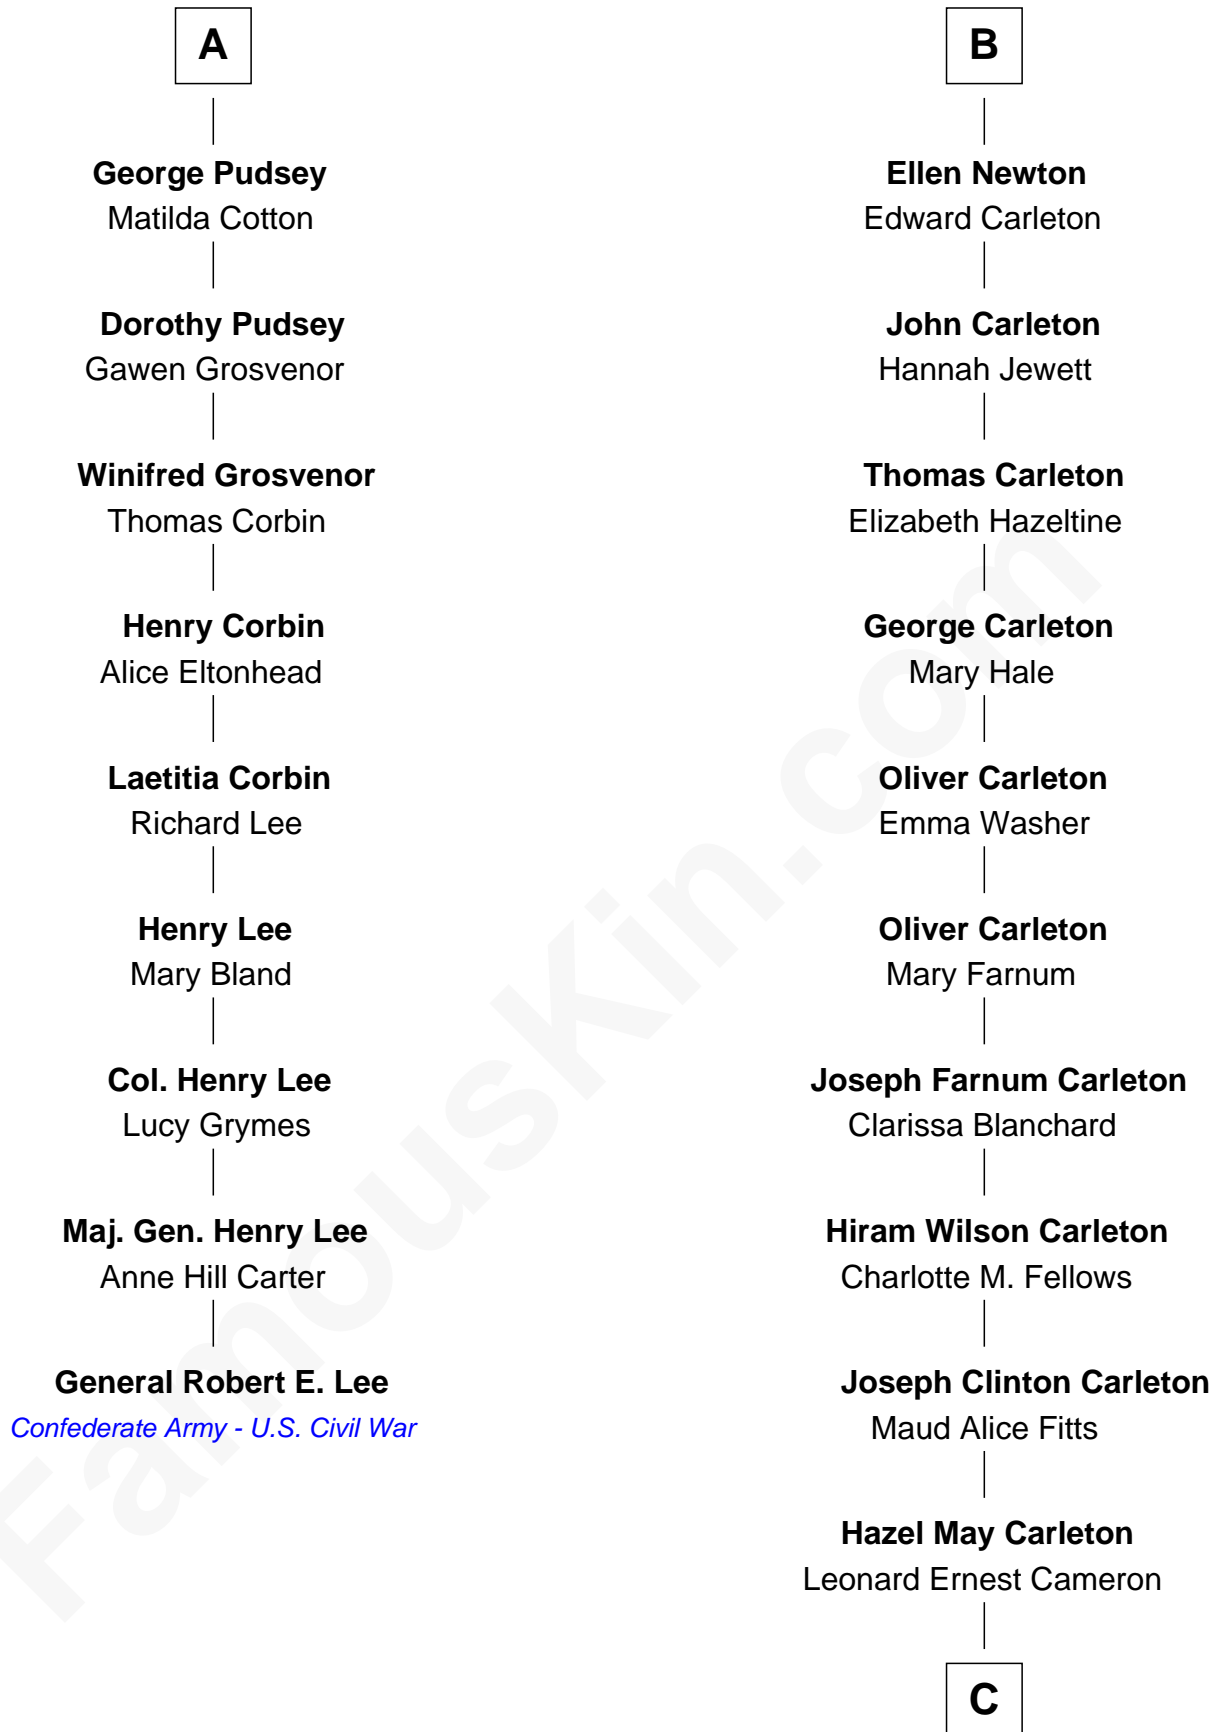 A
George Pudsey
Matilda Cotton
Dorothy Pudsey
Gawen Grosvenor
Winifred Grosvenor
Thomas Corbin
Henry Corbin
Alice Eltonhead
Laetitia Corbin
Richard Lee
Henry Lee
Mary Bland
Col. Henry Lee
Lucy Grymes
Maj. Gen. Henry Lee
Anne Hill Carter
General Robert E. Lee
Confederate Army - U.S. Civil War
B
Ellen Newton
Edward Carleton
John Carleton
Hannah Jewett
Thomas Carleton
Elizabeth Hazeltine
George Carleton
Mary Hale
Oliver Carleton
Emma Washer
Oliver Carleton
Mary Farnum
Joseph Farnum Carleton
Clarissa Blanchard
Hiram Wilson Carleton
Charlotte M. Fellows
Joseph Clinton Carleton
Maud Alice Fitts
Hazel May Carleton
Leonard Ernest Cameron
C
FamousKin.com